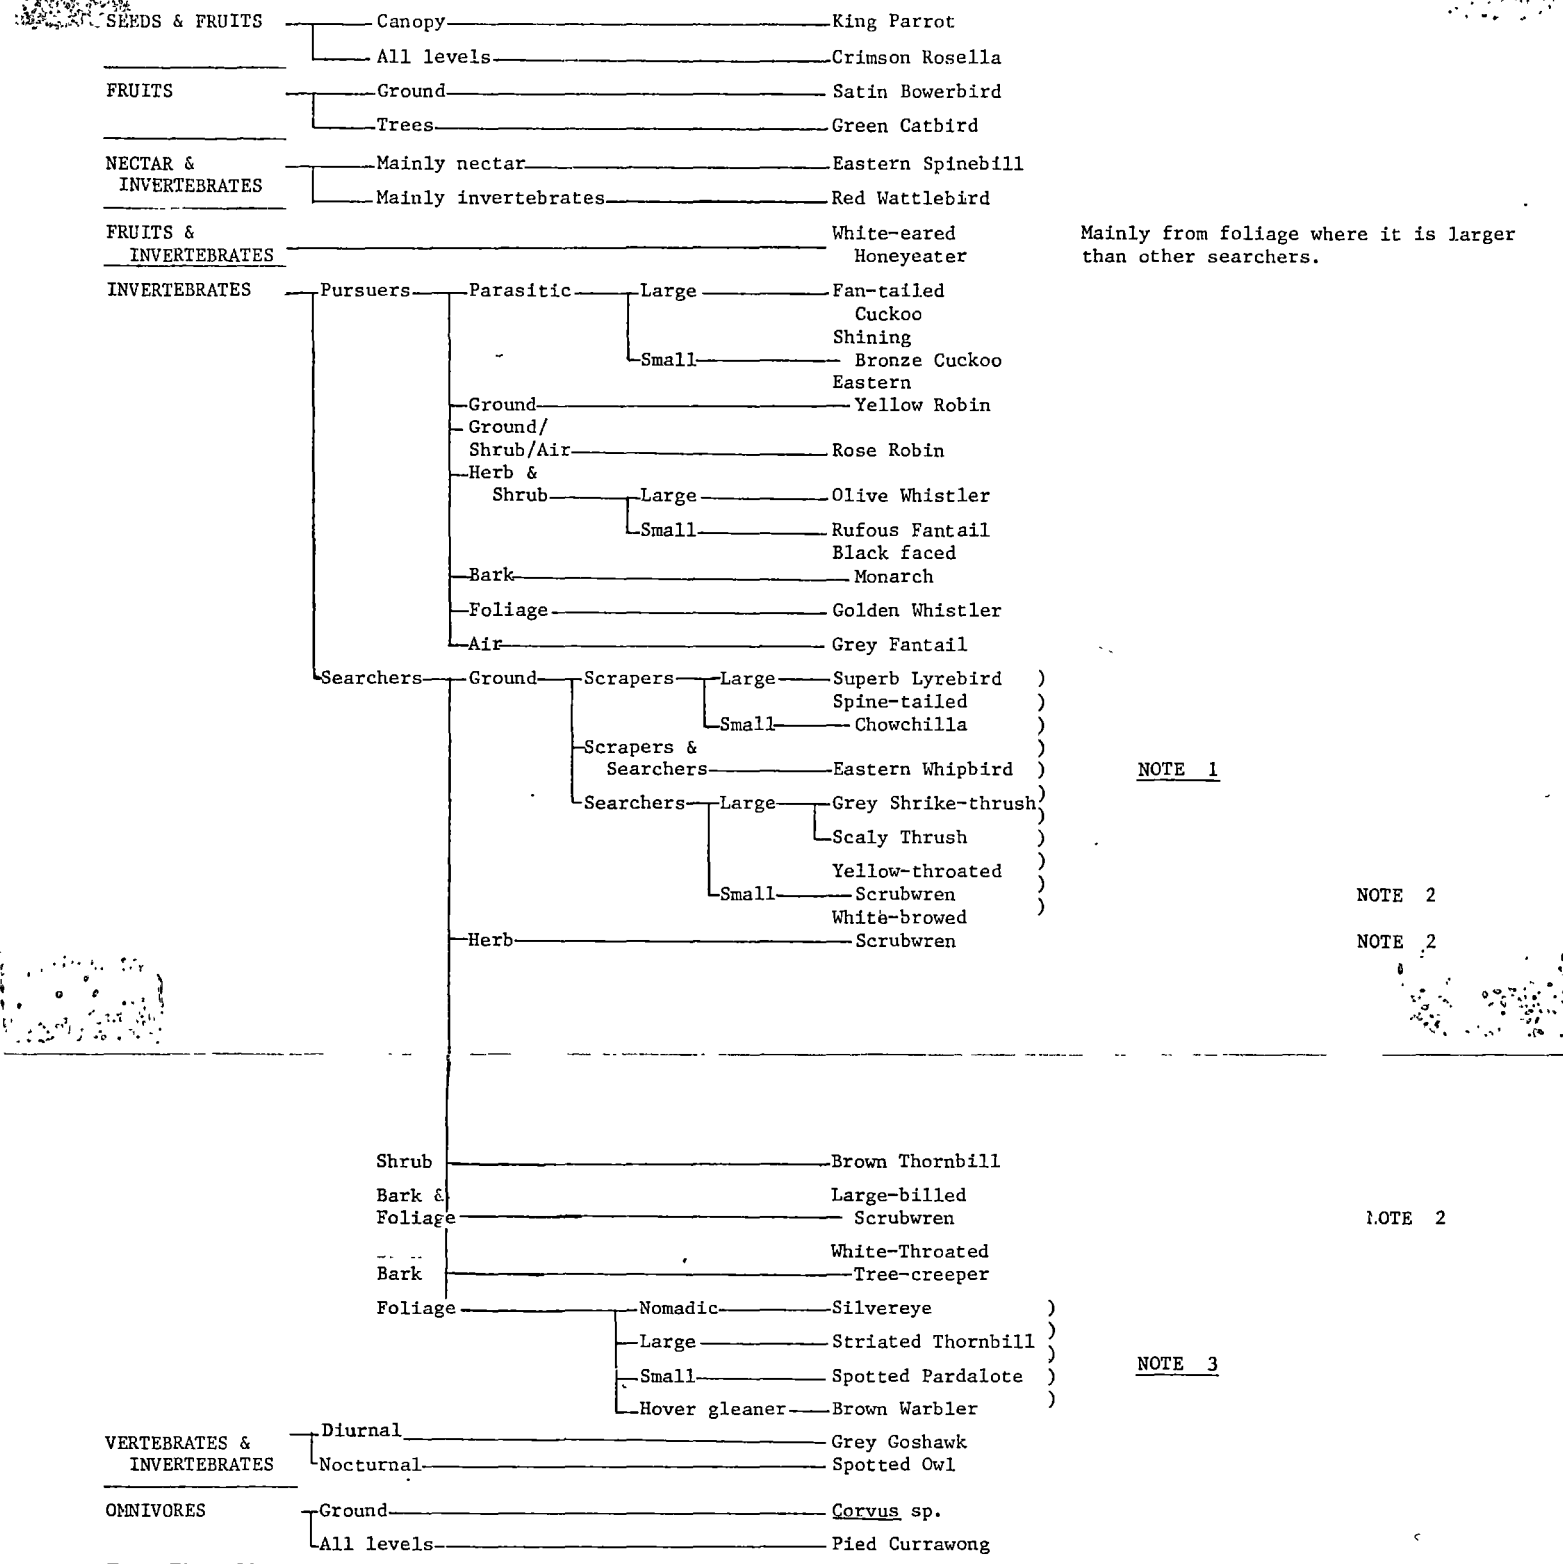 SEEDS & FRUITS Canopy King Parrot
All levels Crimson Rosella
FRUITS Ground Satin Bowerbird
Trees Green Catbird
NECTAR & Mainly nectar Eastern Spinebill
INVERTEBRATES
Mainly invertebrates Red Wattlebird
FRUITS & White-eared Mainly from foliage where it is larger
INVERTEBRATES Honeyeater than other searchers.
INVERTEBRATES Pursuers Parasitic Large Fan-tailed
Cuckoo
Shining
Small Bronze Cuckoo
Eastern
Ground Yellow Robin
Ground/
Shrub/Air Rose Robin
Herb &
Shrub Large Olive Whistler
Small Rufous Fantail
Black faced
Bark Monarch
Foliage Golden Whistler
Air Grey Fantail
Searchers Ground Scrapers Large Superb Lyrebird )
Spine-tailed )
Small Chowchilla )
Scrapers & )
Searchers Eastern Whipbird ) NOTE 1
Searchers Large Grey Shrike-thrush )
)
Scaly Thrush )
)
Yellow-throated
Small Scrubwren ) NOTE 2
White-browed )
Herb Scrubwren NOTE 2
Shrub Brown Thornbill
Bark & Large-billed
Foliage Scrubwren NOTE 2
White-Throated
Bark Tree-creeper
Foliage Nomadic Silvereye )
)
Large Striated Thornbill )
NOTE 3
Small Spotted Pardalote )
)
Hover gleaner Brown Warbler
Diurnal
VERTEBRATES & Grey Goshawk
INVERTEBRATES Nocturnal Spotted Owl
OMNIVORES Ground Corvus sp.
All levels Pied Currawong